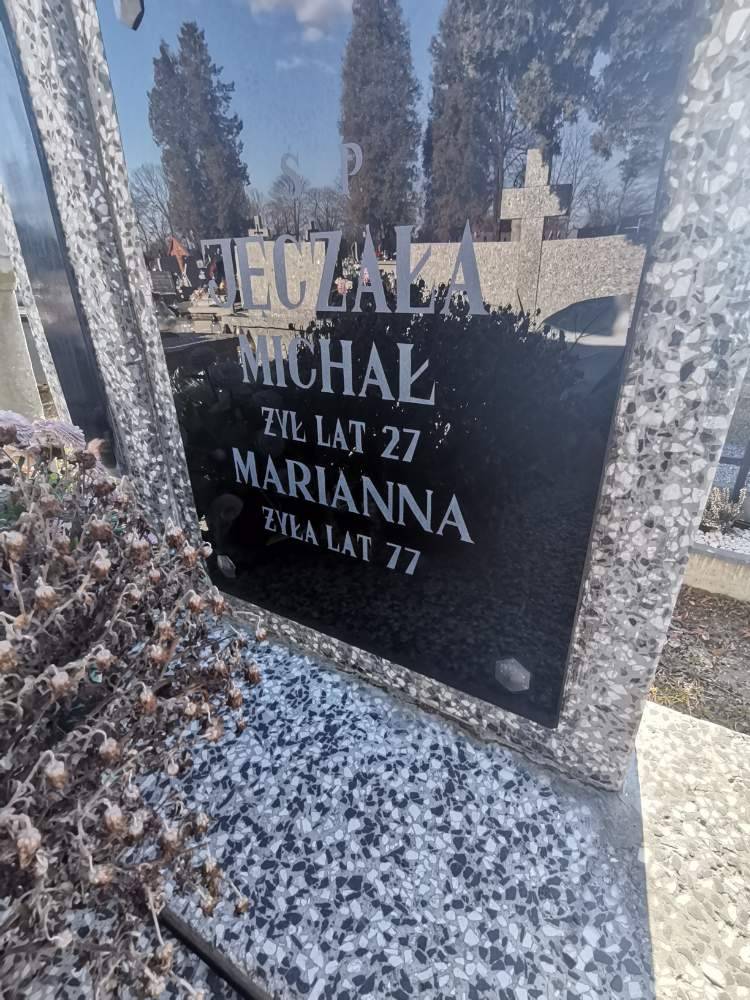 Ś P
JĘCZAŁA
MICHAŁ
ŻYŁ LAT 27
MARIANNA
ŻYŁA LAT 77